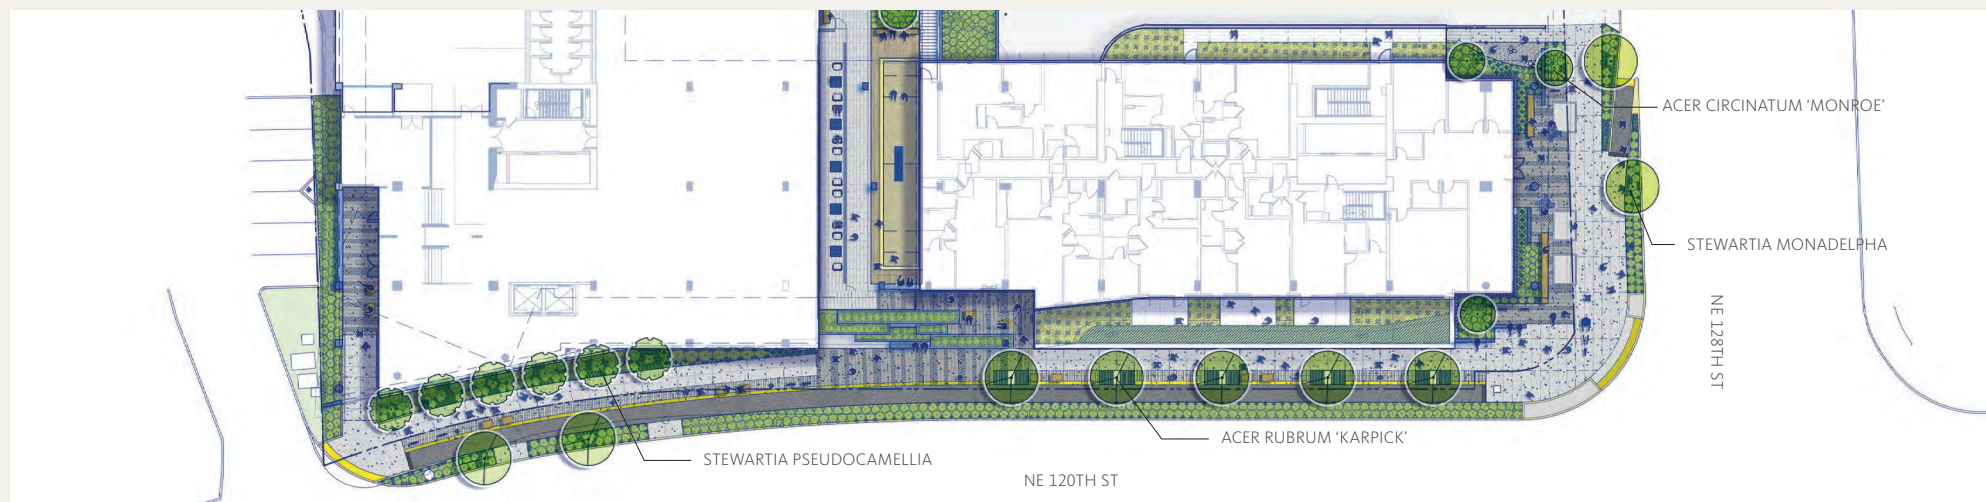 ACER CIRCINATUM ‘MONROE’
STEWARTIA MONADELPHA
NE 128TH ST
ACER RUBRUM ‘KARPICK’
STEWARTIA PSEUDOCAMELLIA
NE 120TH ST